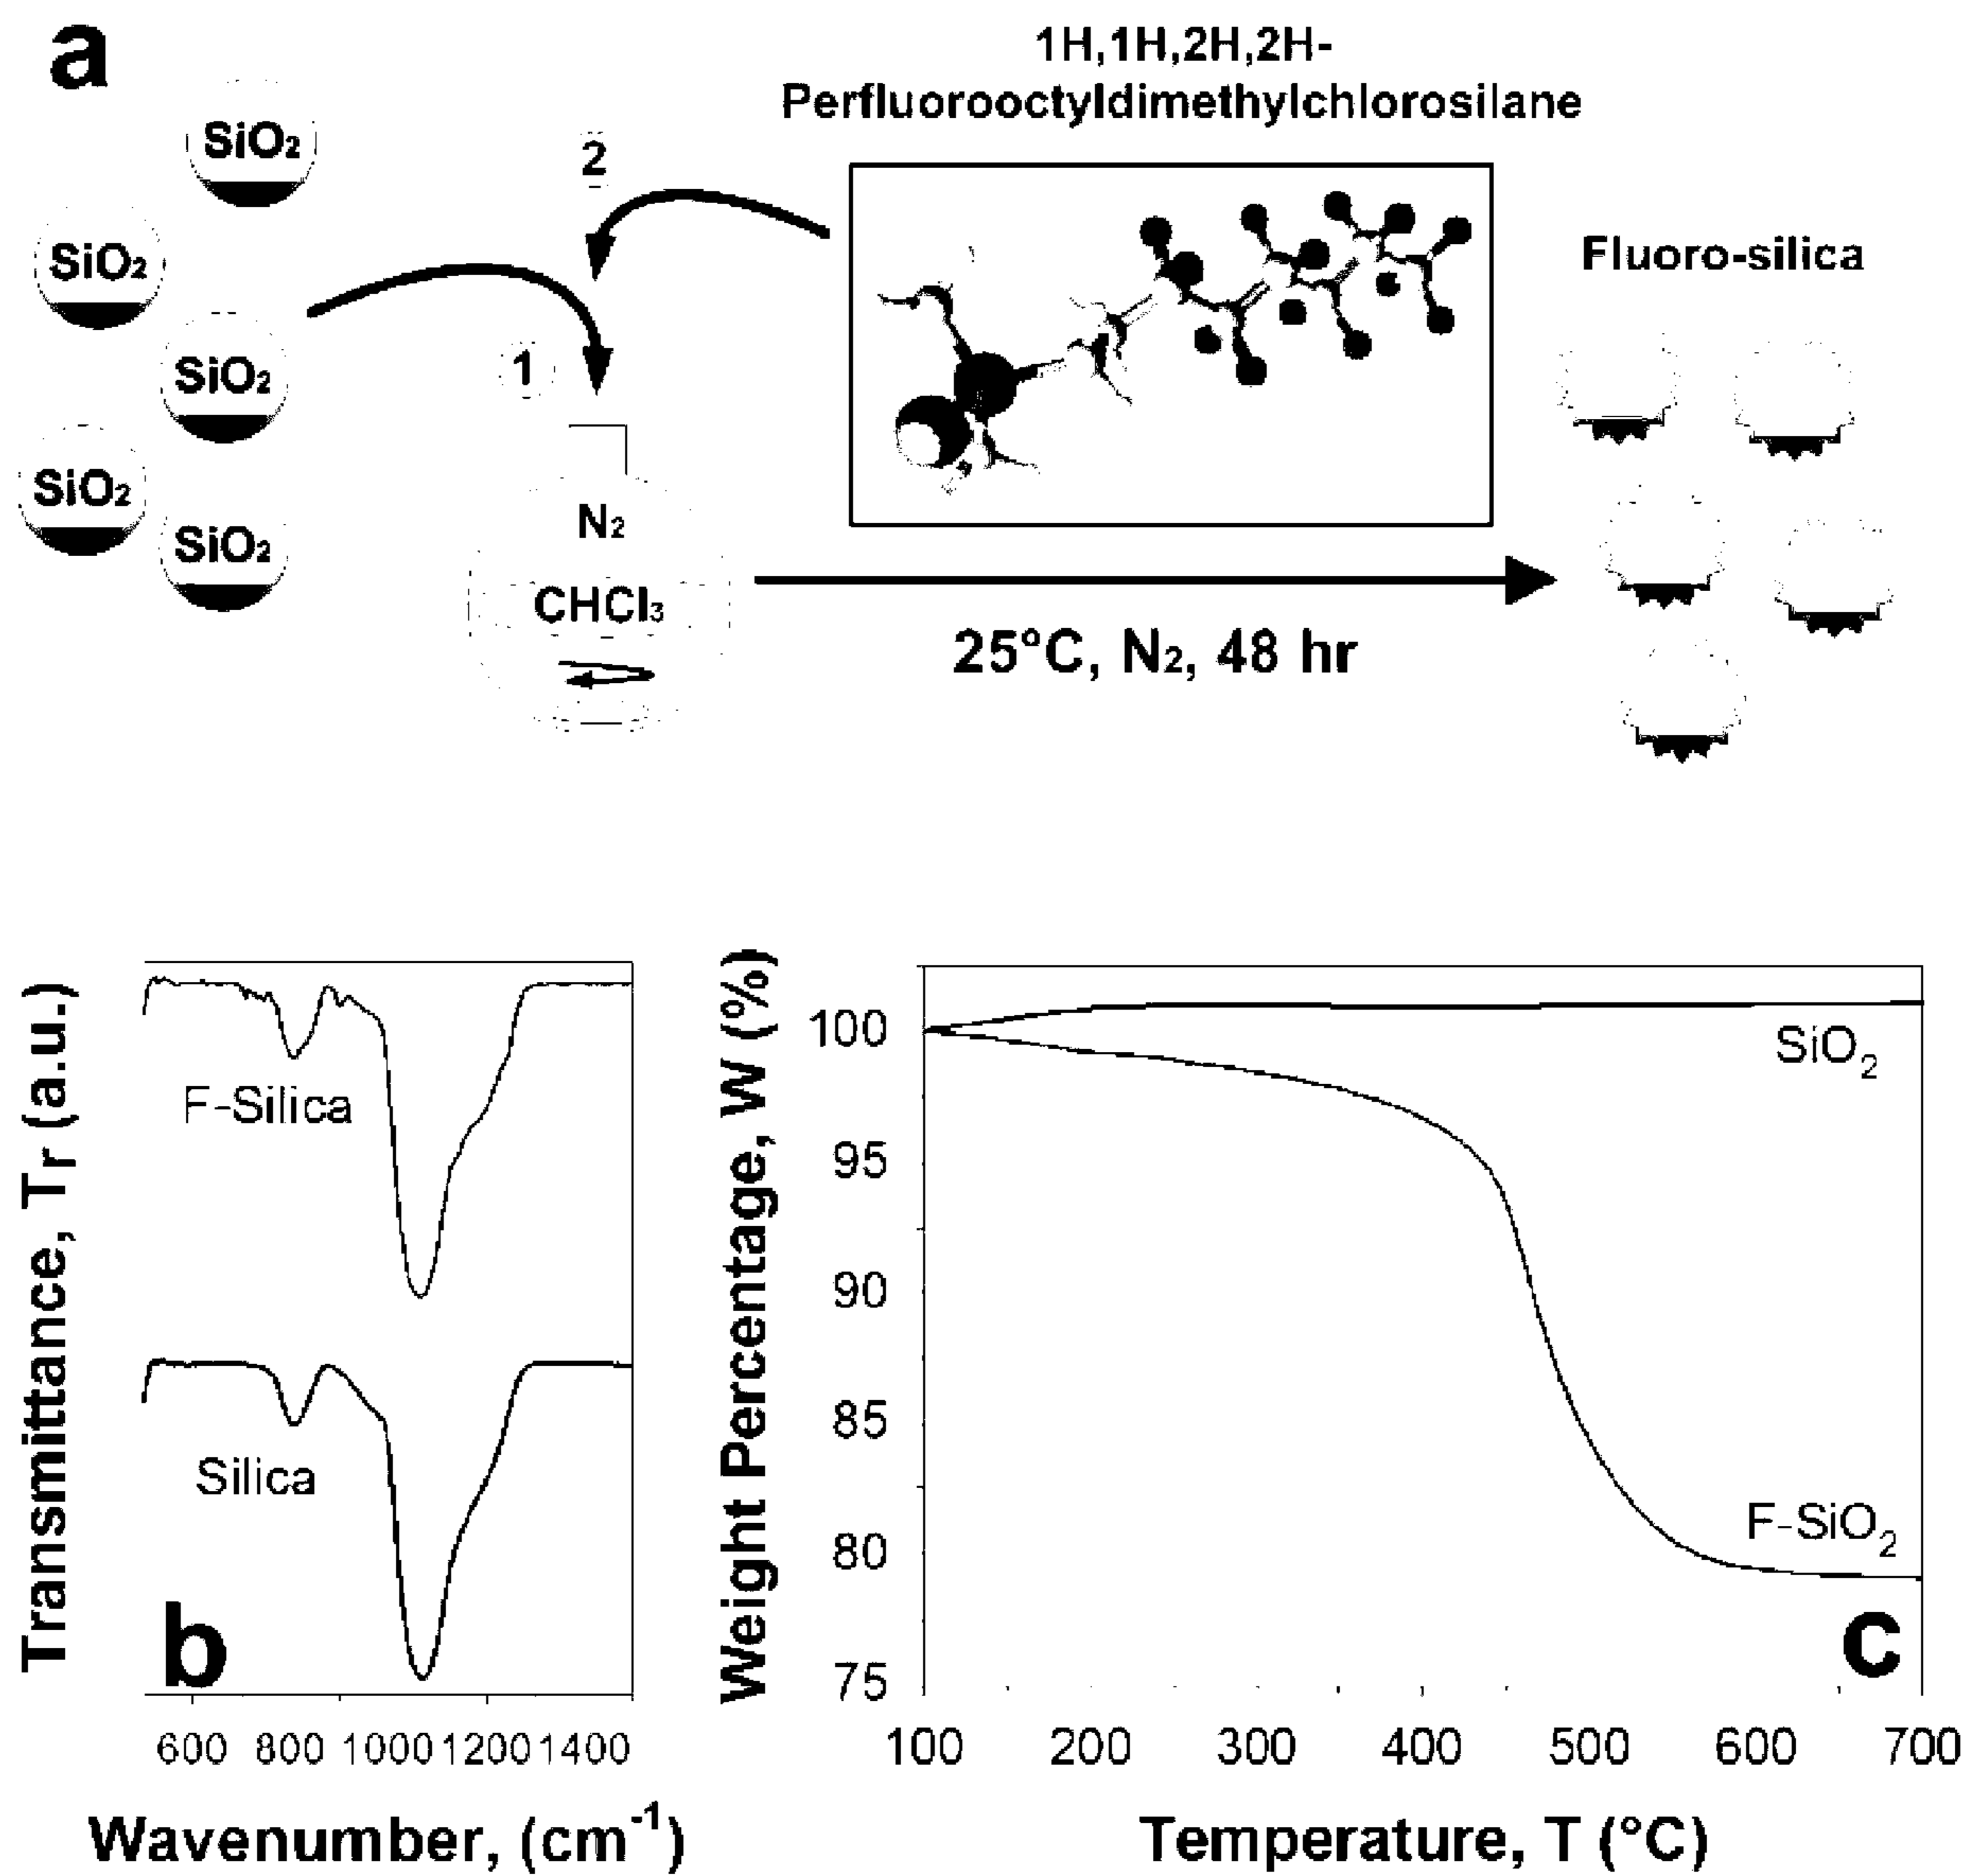 a
1H,1H,2H,2H-
Perfluorooctyldimethylchlorosilane
SiO2
2
SiO2
Fluoro-silica
1
SiO2
SiO2
N2
SiO2
CHCl3
25°C, N2, 48 hr
Transmittance, Tr (a.u.)
F-Silica
Silica
b
600 800 1000 1200 1400
Wavenumber, (cm-1)
Weight Percentage, W (%)
100
95
90
85
80
75
SiO2
F-SiO2
c
100 200 300 400 500 600 700
Temperature, T (°C)